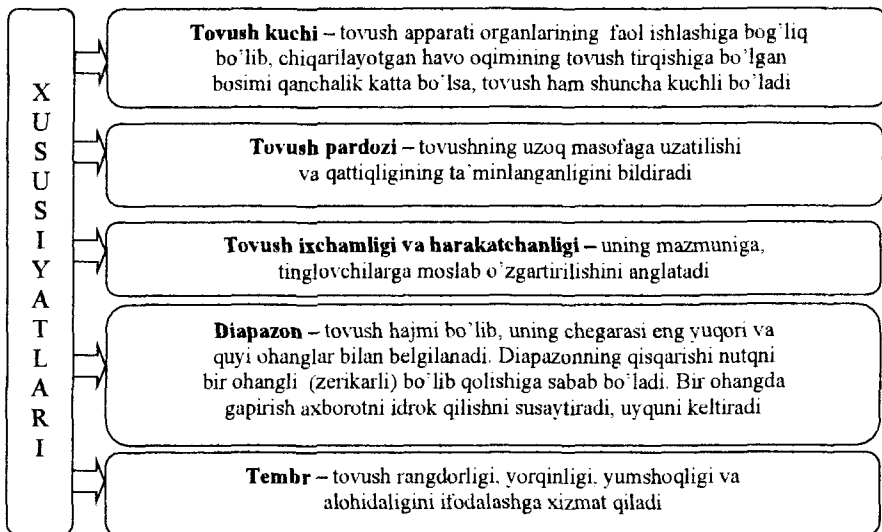 XUSUSIYATLARI
Tovush kuchi – tovush apparati organlarining faol ishlashiga bog‘liq
bo‘lib, chiqarilayotgan havo oqimining tovush tirqishiga bo‘lgan
bosimi qanchalik katta bo‘lsa, tovush ham shuncha kuchli bo‘ladi
Tovush pardozi – tovushning uzoq masofaga uzatilishi
va qattiqligining ta’minlanganligini bildiradi
Tovush ixchamligi va harakatchanligi – uning mazmuniga,
tinglovchilarga moslab o‘zgartirilishini anglatadi
Diapazon – tovush hajmi bo‘lib, uning chegarasi eng yuqori va
quyi ohanglar bilan belgilanadi. Diapazonning qisqarishi nutqni
bir ohangli (zerikarli) bo‘lib qolishiga sabab bo‘ladi. Bir ohangda
gapirish axborotni idrok qilishni susaytiradi, uyquni keltiradi
Tembr – tovush rangdorligi, yorqinligi, yumshoqligi va
alohidaligini ifodalashga xizmat qiladi